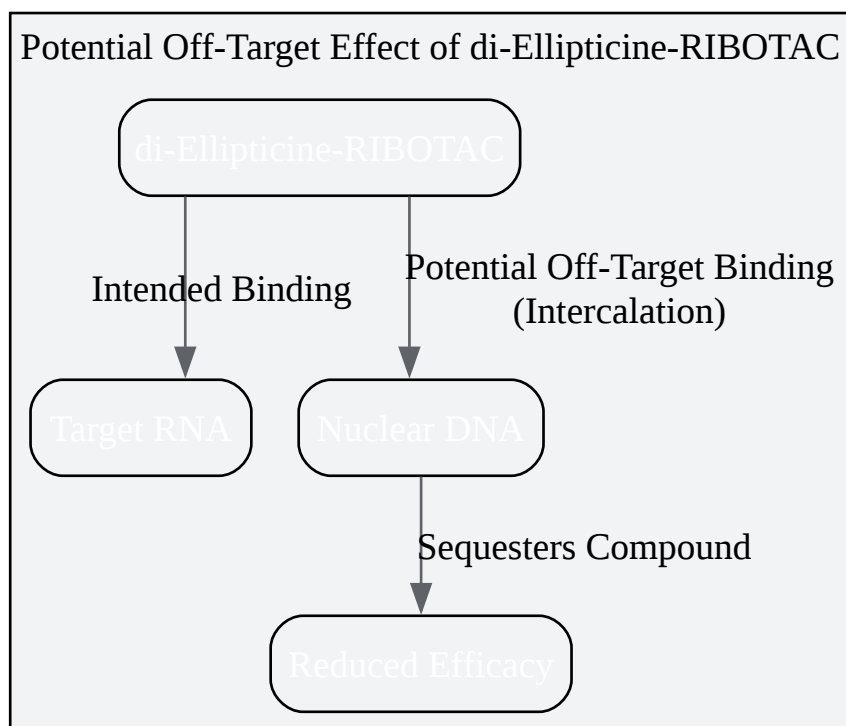 Potential Off-Target Effect of di-Ellipticine-RIBOTAC
di-Ellipticine-RIBOTAC
Intended Binding
Potential Off-Target Binding
(Intercalation)
Target RNA
Nuclear DNA
Sequesters Compound
Reduced Efficacy